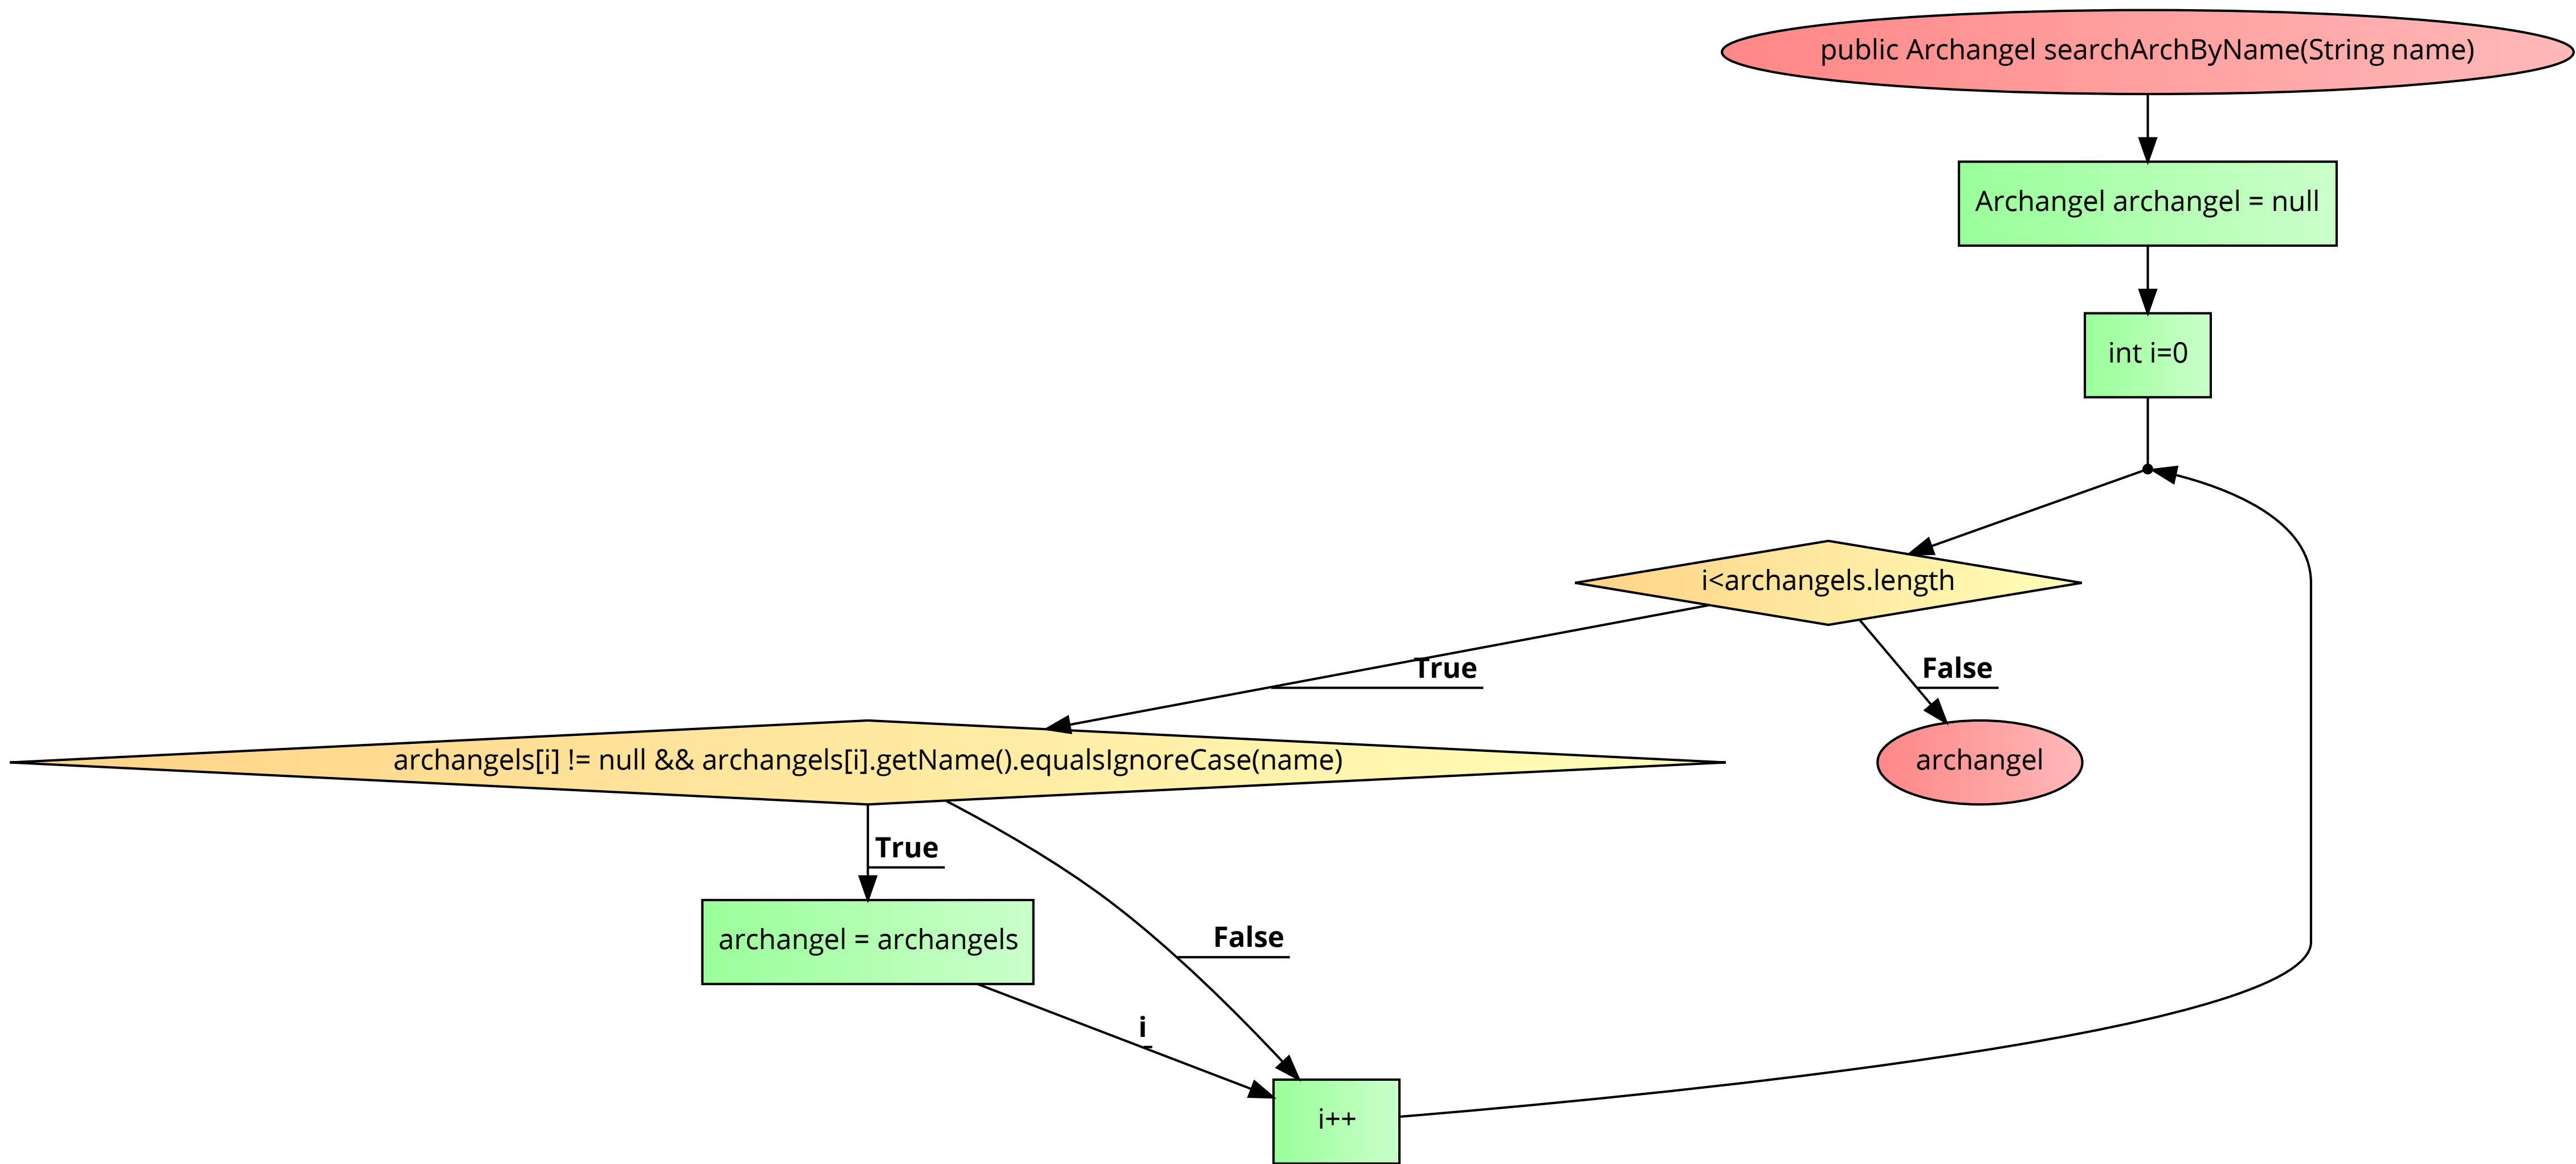 public Archangel searchArchByName(String name)
Archangel archangel = null
int i=0
i<archangels.length
True
False
archangels[i] != null && archangels[i].getName().equalsIgnoreCase(name)
archangel
True
archangel = archangels
False
i
i++